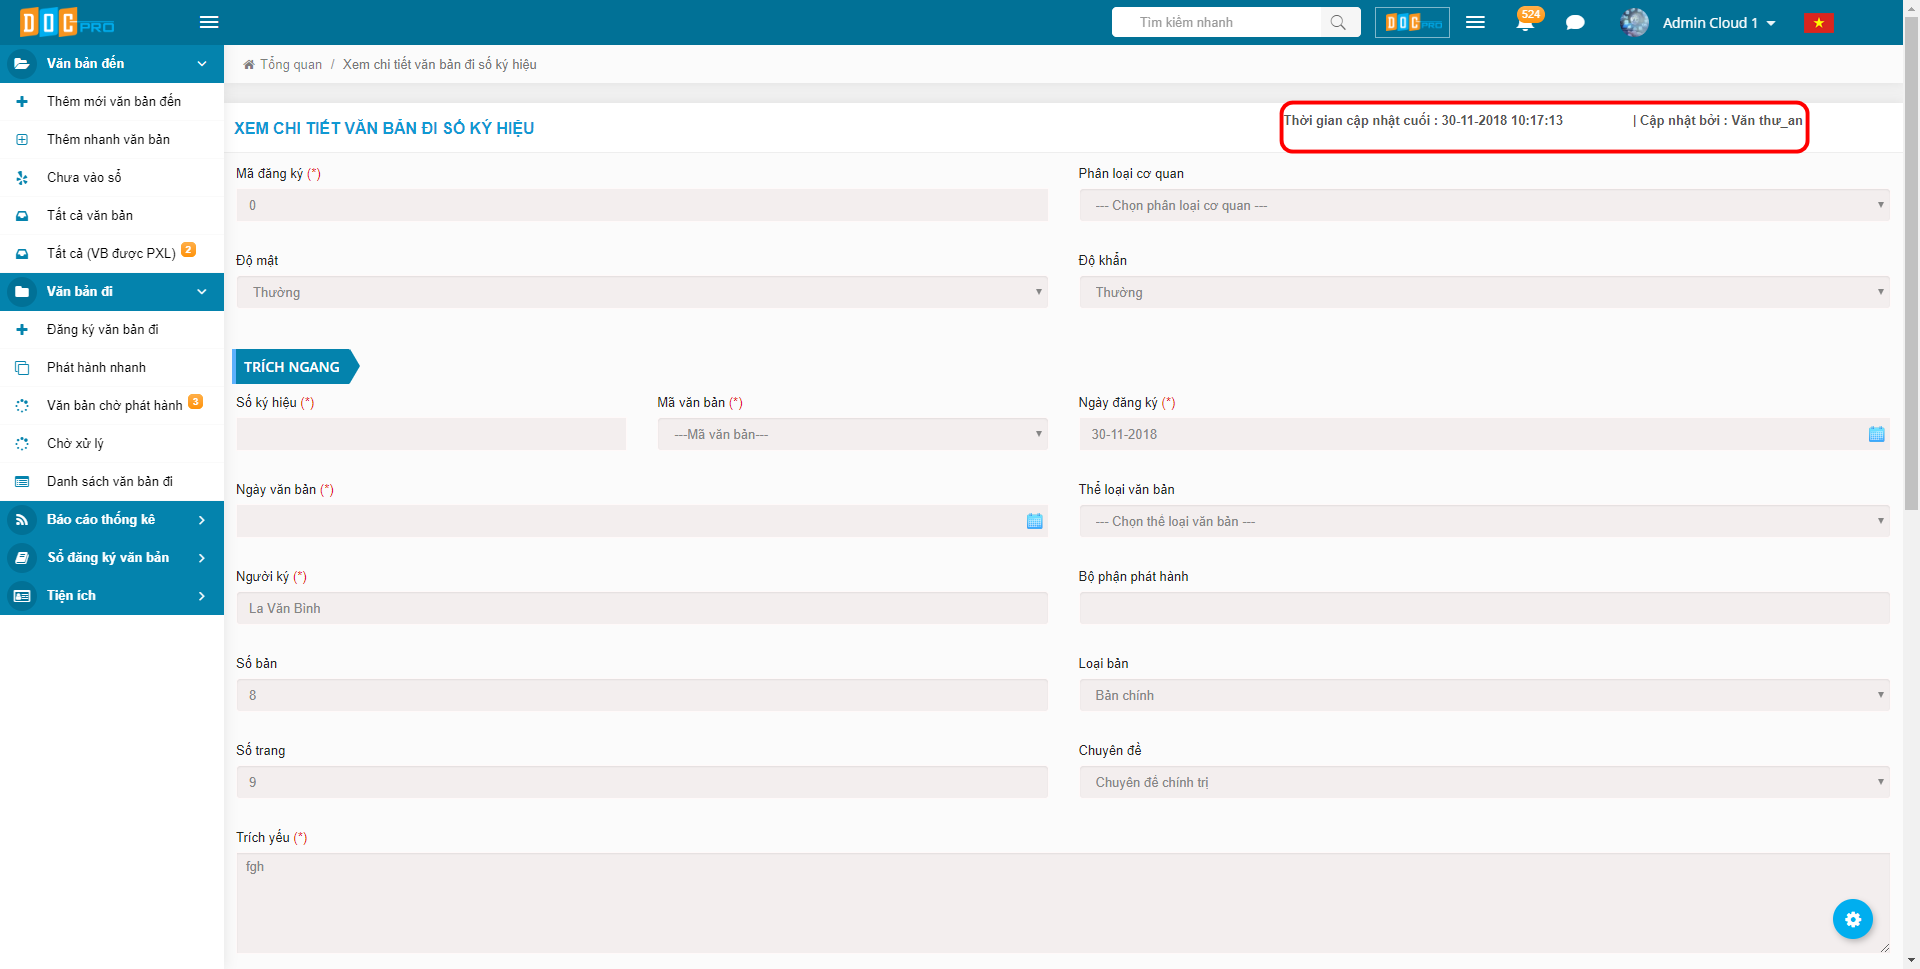 DOC PRO
Tìm kiếm nhanh
DOC PRO
524
Admin Cloud 1
Văn bản đến
Thêm mới văn bản đến
Thêm nhanh văn bản
Chưa vào sổ
Tất cả văn bản
Tất cả (VB được PXL) 2
Văn bản đi
Đăng ký văn bản đi
Phát hành nhanh
Văn bản chờ phát hành 3
Chờ xử lý
Danh sách văn bản đi
Báo cáo thống kê
Sổ đăng ký văn bản
Tiện ích
Tổng quan / Xem chi tiết văn bản đi số ký hiệu
XEM CHI TIẾT VĂN BẢN ĐI SỐ KÝ HIỆU
Thời gian cập nhật cuối : 30-11-2018 10:17:13 | Cập nhật bởi : Văn thư_an
Mã đăng ký (*)
Phân loại cơ quan
0
--- Chọn phân loại cơ quan ---
Độ mật
Độ khẩn
Thường
Thường
TRÍCH NGANG
Số ký hiệu (*)
Mã văn bản (*)
Ngày đăng ký (*)
---Mã văn bản---
30-11-2018
Ngày văn bản (*)
Thể loại văn bản
--- Chọn thể loại văn bản ---
Người ký (*)
Bộ phận phát hành
La Văn Bình
Số bản
Loại bản
8
Bản chính
Số trang
Chuyên đề
9
Chuyên đề chính trị
Trích yếu (*)
fgh